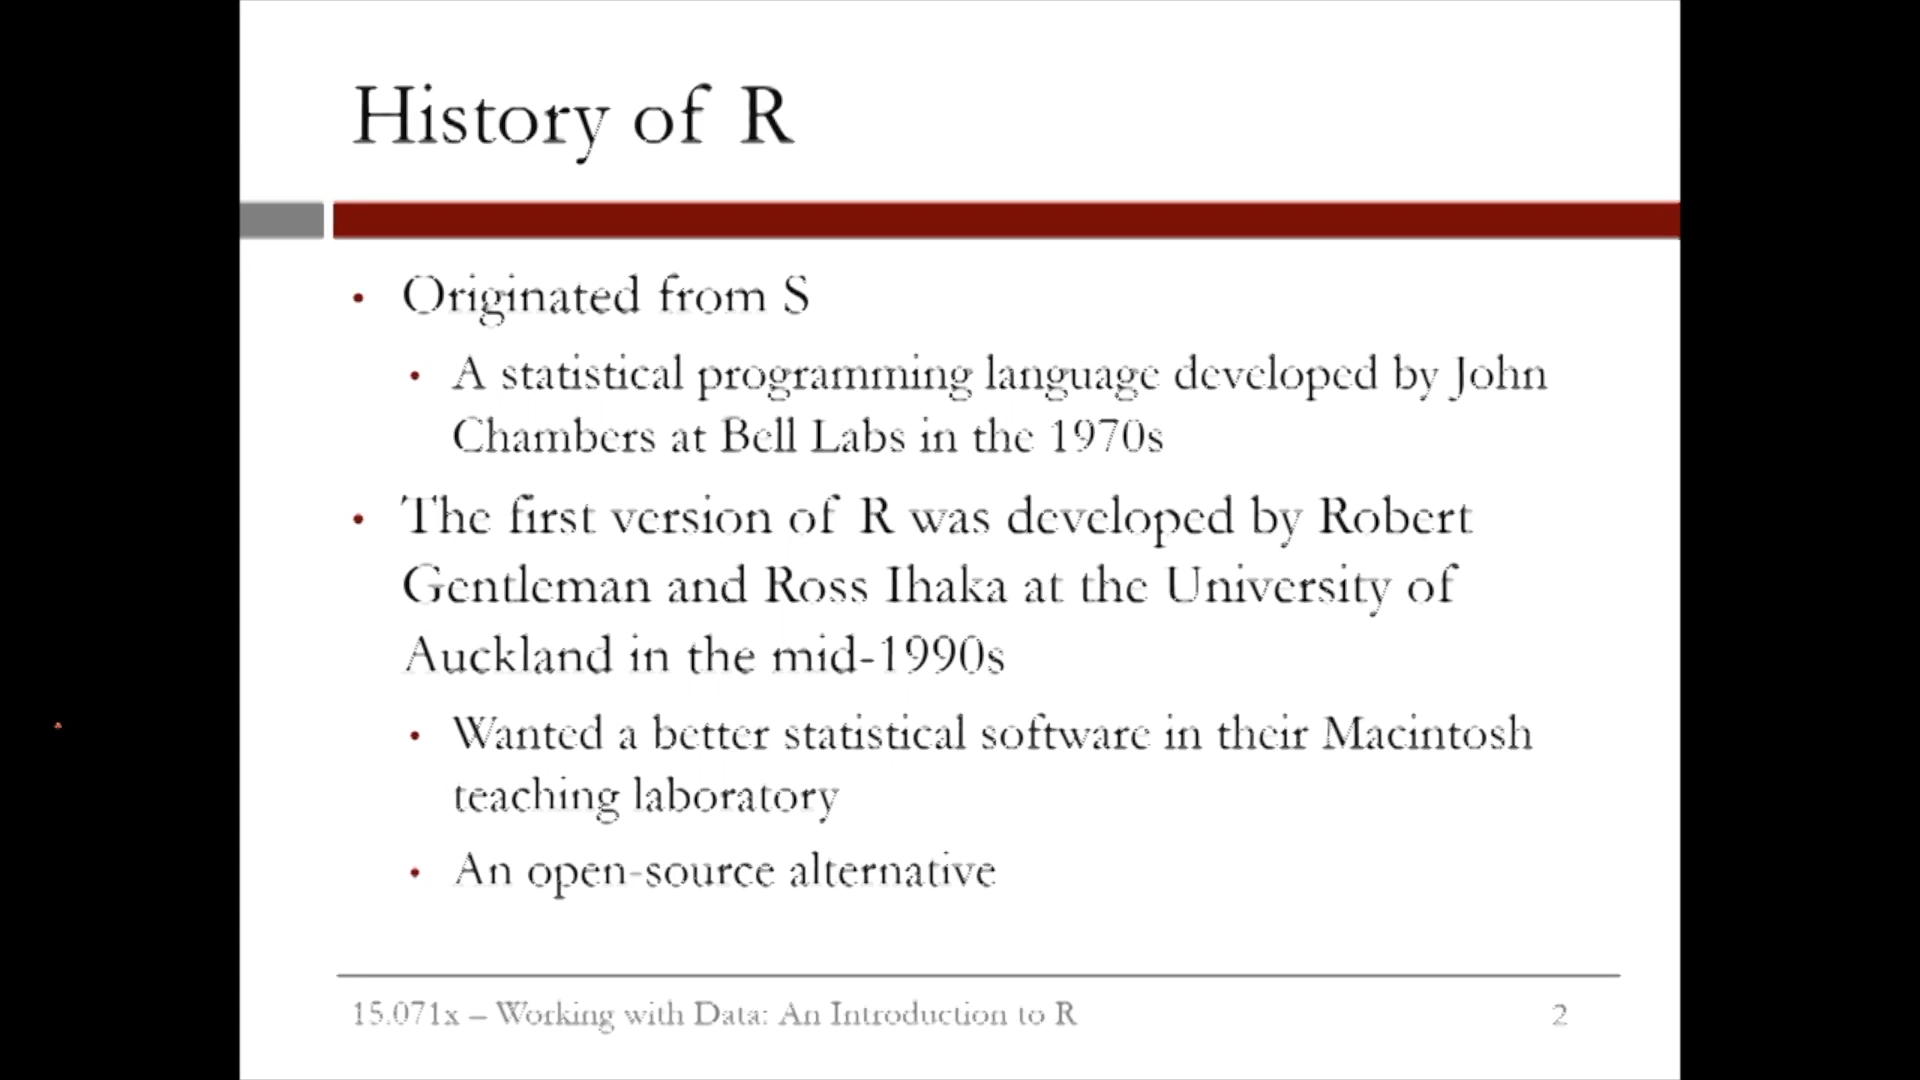 History of R
• Originated from S
• A statistical programming language developed by John
Chambers at Bell Labs in the 1970s
• The first version of R was developed by Robert
Gentleman and Ross Ihaka at the University of
Auckland in the mid-1990s
• Wanted a better statistical software in their Macintosh
teaching laboratory
• An open-source alternative
15.071x – Working with Data: An Introduction to R 2